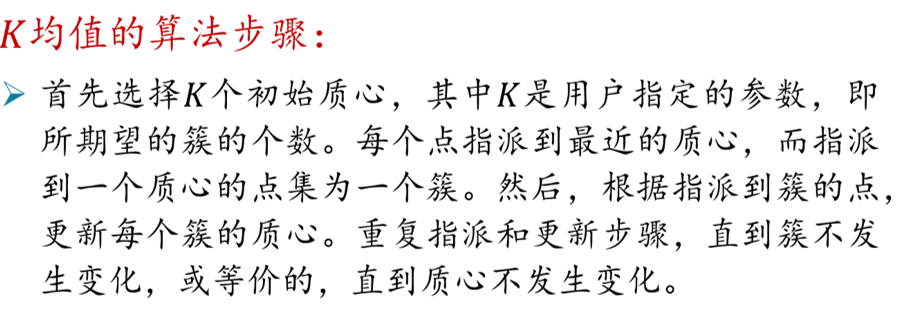 K均值的算法步骤：
首先选择K个初始质心，其中K是用户指定的参数，即
所期望的簇的个数。每个点指派到最近的质心，而指派
到一个质心的点集为一个簇。然后，根据指派到簇的点，
更新每个簇的质心。重复指派和更新步骤，直到簇不发
生变化，或等价的，直到质心不发生变化。